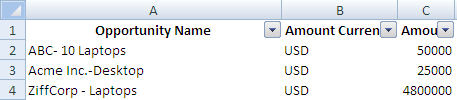 A B C
1 Opportunity Name Amount Curren Amou
2 ABC- 10 Laptops USD 50000
3 Acme Inc.-Desktop USD 25000
4 ZiffCorp - Laptops USD 4800000